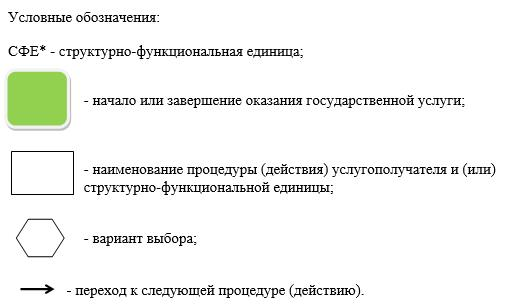 Условные обозначения:
СФЕ* - структурно-функциональная единица;
- начало или завершение оказания государственной услуги;
- наименование процедуры (действия) услугополучателя и (или)
структурно-функциональной единицы;
- вариант выбора;
- переход к следующей процедуре (действию).